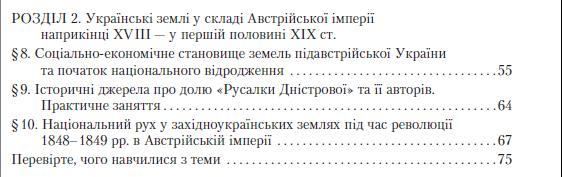 РОЗДІЛ 2. Українські землі у складі Австрійської імперії
наприкінці XVIII — у першій половині XIX ст.
§ 8. Соціально-економічне становище земель підавстрійської України
та початок національного відродження ....................................55
§ 9. Історичні джерела про долю «Русалки Дністрової» та її авторів.
Практичне заняття..........................................................64
§ 10. Національний рух у західноукраїнських землях під час революції
1848–1849 рр. в Австрійській імперії .......................................67
Перевірте, чого навчилися з теми ...............................................75